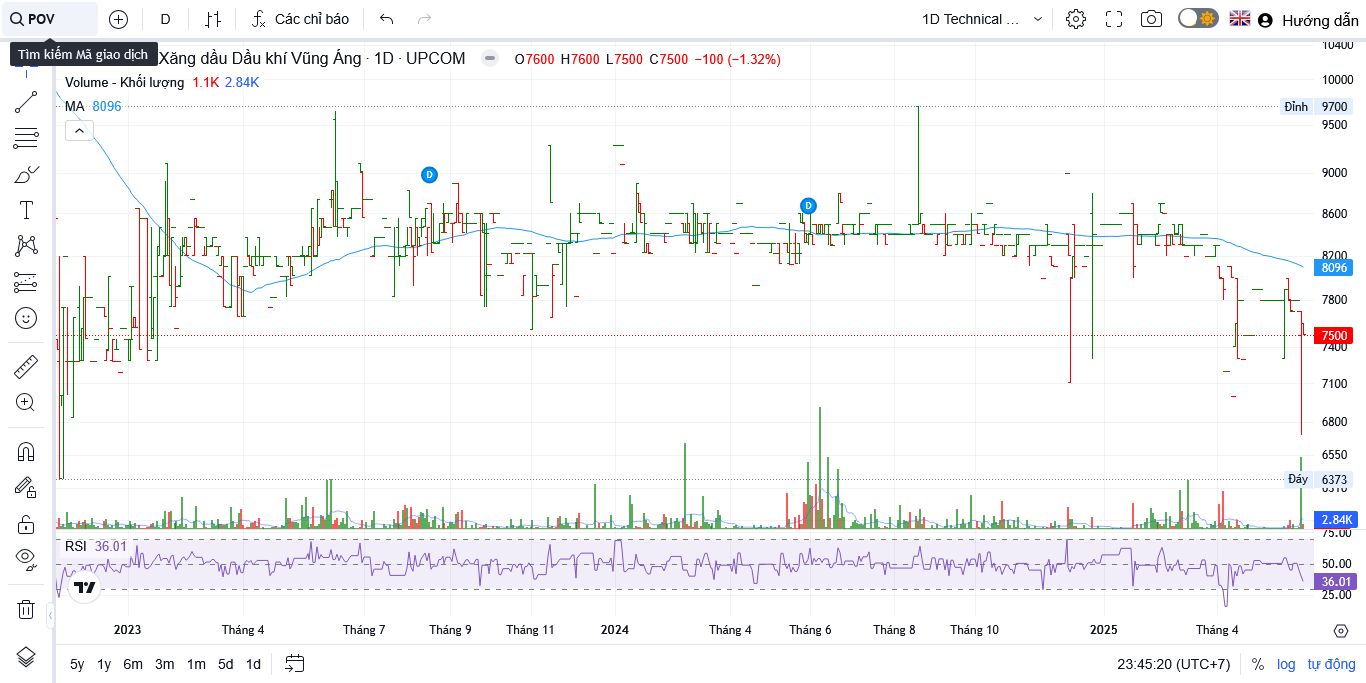 POV
D
Các chỉ báo
1D Technical ...
Hướng dẫn
Tìm kiếm Mã giao dịch
Xăng dầu Dầu khí Vũng Áng · 1D · UPCOM
O7600 H7600 L7500 C7500 −100 (−1.32%)
Volume - Khối lượng 1.1K 2.84K
MA 8096
D
D
10400
10000
Đỉnh 9700
9500
9000
8600
8200
8096
7800
7500
7400
7100
6800
6550
Đáy 6373
6310
2.84K
75.00
RSI 36.01
50.00
36.01
25.00
2023 Tháng 4 Tháng 7 Tháng 9 Tháng 11 2024 Tháng 4 Tháng 6 Tháng 8 Tháng 10 2025 Tháng 4
5y 1y 6m 3m 1m 5d 1d
23:45:20 (UTC+7) % log tự động